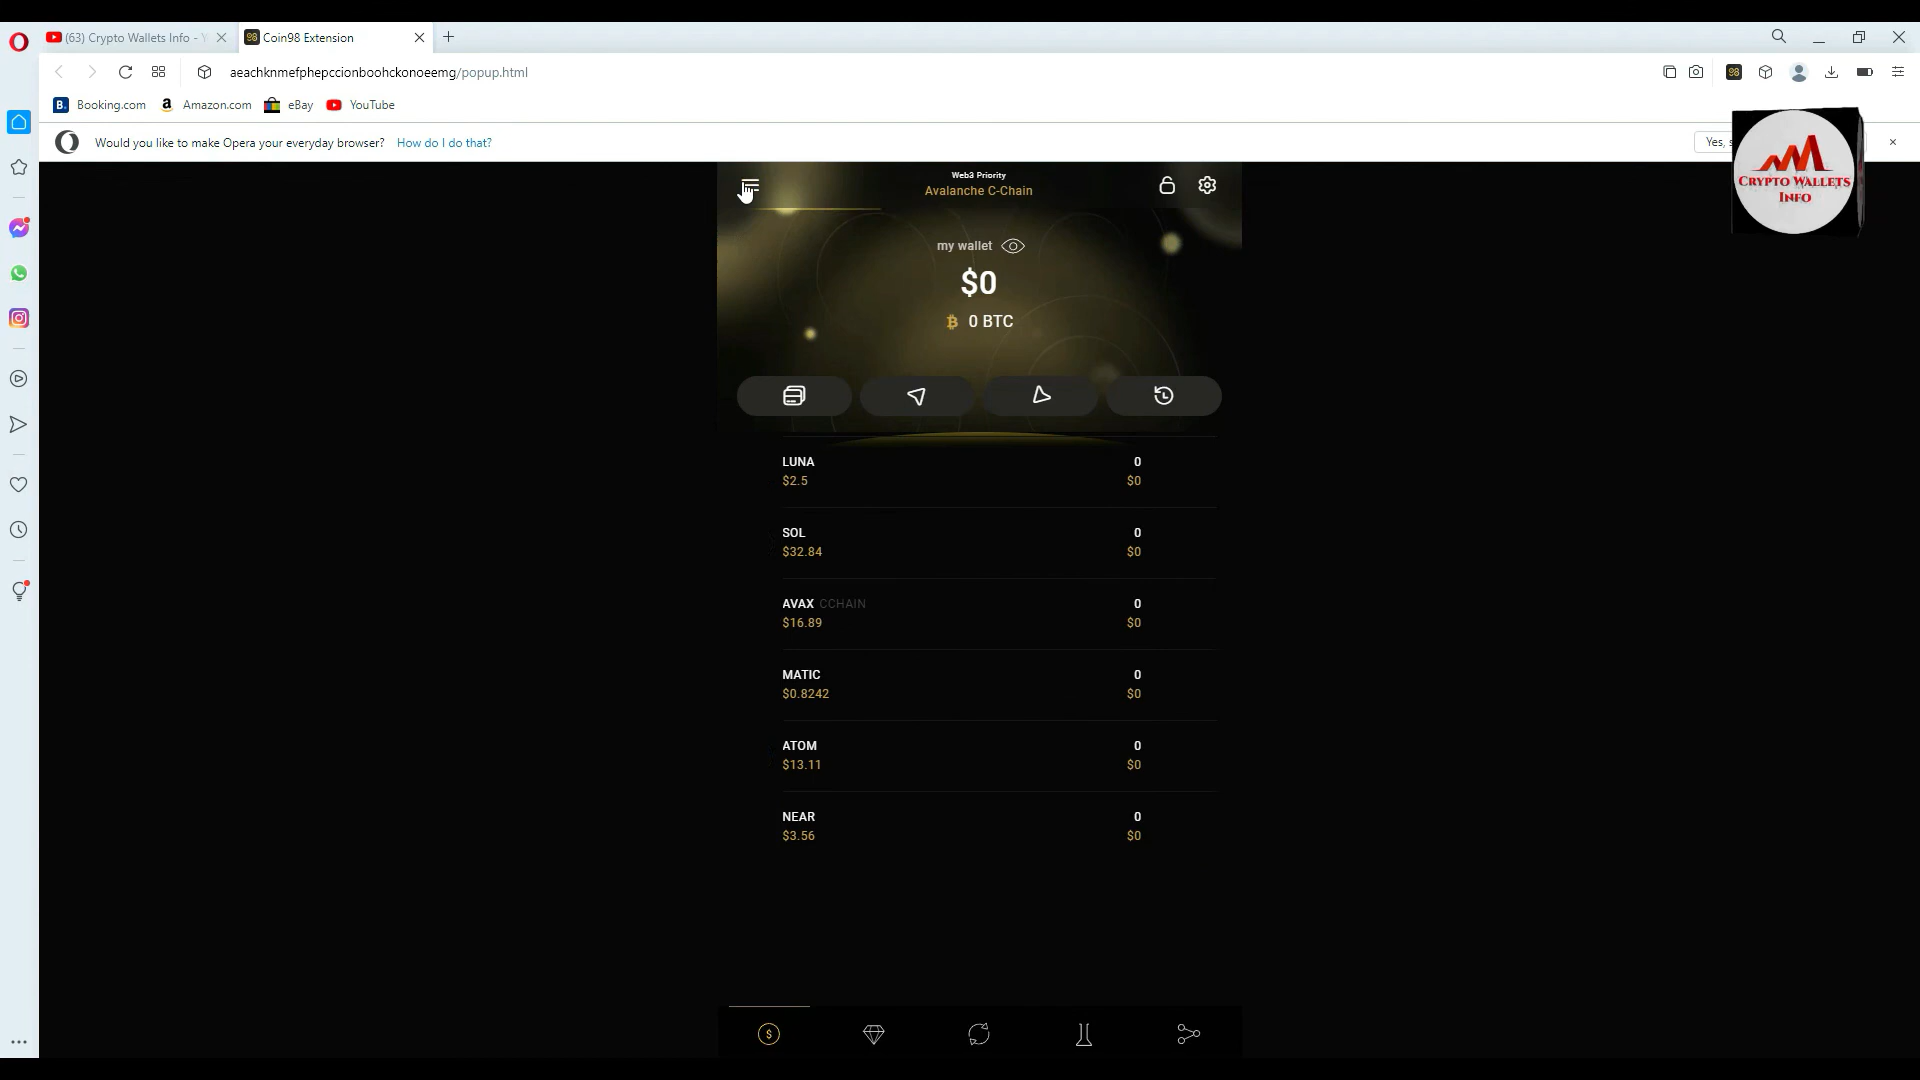 (63) Crypto Wallets Info - Y
98 Coin98 Extension
aeachknmefphepccionboohckonoeemg/popup.html
98
B. Booking.com
a Amazon.com
eBay
YouTube
Would you like to make Opera your everyday browser? How do I do that?
Yes, s
CRYPTO WALLETS
INFO
Web3 Priority
Avalanche C-Chain
my wallet
$0
0 BTC
LUNA 0
$2.5 $0
SOL 0
$32.84 $0
AVAX CCHAIN 0
$16.89 $0
MATIC 0
$0.8242 $0
ATOM 0
$13.11 $0
NEAR 0
$3.56 $0